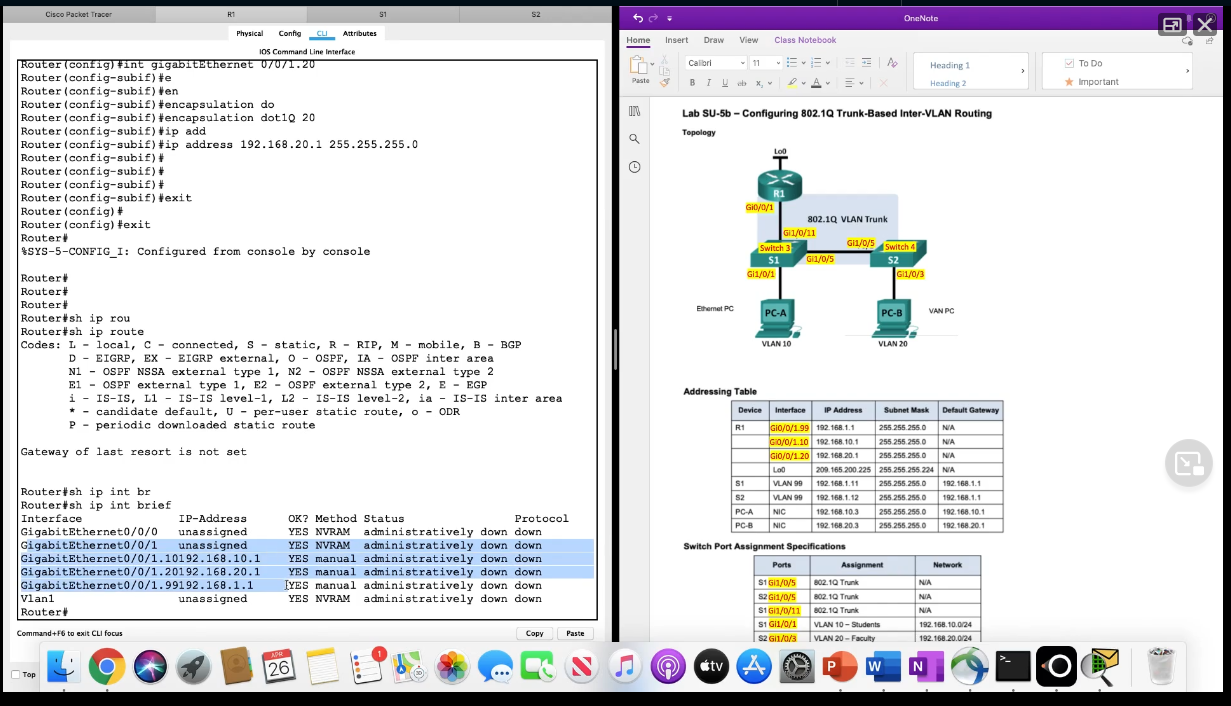 Cisco Packet Tracer R1 S1 S2
Physical Config CLI Attributes
IOS Command Line Interface
Router(config)#int gigabitEthernet 0/0/1.20
Router(config-subif)#e
Router(config-subif)#en
Router(config-subif)#encapsulation do
Router(config-subif)#encapsulation dot1Q 20
Router(config-subif)#ip add
Router(config-subif)#ip address 192.168.20.1 255.255.255.0
Router(config-subif)#
Router(config-subif)#
Router(config-subif)#
Router(config-subif)#exit
Router(config)#
Router(config)#exit
Router#
%SYS-5-CONFIG_I: Configured from console by console
Router#
Router#
Router#
Router#sh ip rou
Router#sh ip route
Codes: L - local, C - connected, S - static, R - RIP, M - mobile, B - BGP
D - EIGRP, EX - EIGRP external, O - OSPF, IA - OSPF inter area
N1 - OSPF NSSA external type 1, N2 - OSPF NSSA external type 2
E1 - OSPF external type 1, E2 - OSPF external type 2, E - EGP
i - IS-IS, L1 - IS-IS level-1, L2 - IS-IS level-2, ia - IS-IS inter area
* - candidate default, U - per-user static route, o - ODR
P - periodic downloaded static route
Gateway of last resort is not set
Router#sh ip int br
Router#sh ip int brief
Interface IP-Address OK? Method Status Protocol
GigabitEthernet0/0/0 unassigned YES NVRAM administratively down down
GigabitEthernet0/0/1 unassigned YES NVRAM administratively down down
GigabitEthernet0/0/1.10192.168.10.1 YES manual administratively down down
GigabitEthernet0/0/1.20192.168.20.1 YES manual administratively down down
GigabitEthernet0/0/1.99192.168.1.1 YES manual administratively down down
Vlan1 unassigned YES NVRAM administratively down down
Router#
Command+F6 to exit CLI focus Copy Paste
Top
OneNote
Home Insert Draw View Class Notebook
Paste Calibri 11 Heading 1 To Do
B I U ab Heading 2 Important
Lab SU-5b – Configuring 802.1Q Trunk-Based Inter-VLAN Routing
Topology
Lo0
R1
Gi0/0/1
802.1Q VLAN Trunk
Gi1/0/11
Switch 3 Gi1/0/5 Switch 4
S1 Gi1/0/5 S2
Gi1/0/1 Gi1/0/3
Ethernet PC PC-A PC-B VAN PC
VLAN 10 VLAN 20
Addressing Table
Device Interface IP Address Subnet Mask Default Gateway
R1 Gi0/0/1.99 192.168.1.1 255.255.255.0 N/A
Gi0/0/1.10 192.168.10.1 255.255.255.0 N/A
Gi0/0/1.20 192.168.20.1 255.255.255.0 N/A
Lo0 209.165.200.225 255.255.255.224 N/A
S1 VLAN 99 192.168.1.11 255.255.255.0 192.168.1.1
S2 VLAN 99 192.168.1.12 255.255.255.0 192.168.1.1
PC-A NIC 192.168.10.3 255.255.255.0 192.168.10.1
PC-B NIC 192.168.20.3 255.255.255.0 192.168.20.1
Switch Port Assignment Specifications
Ports Assignment Network
S1 Gi1/0/5 802.1Q Trunk N/A
S2 Gi1/0/5 802.1Q Trunk N/A
S1 Gi1/0/11 802.1Q Trunk N/A
S1 Gi1/0/1 VLAN 10 – Students 192.168.10.0/24
S2 Gi1/0/3 VLAN 20 – Faculty 192.168.20.0/24
APR
26
1
tv
P W N